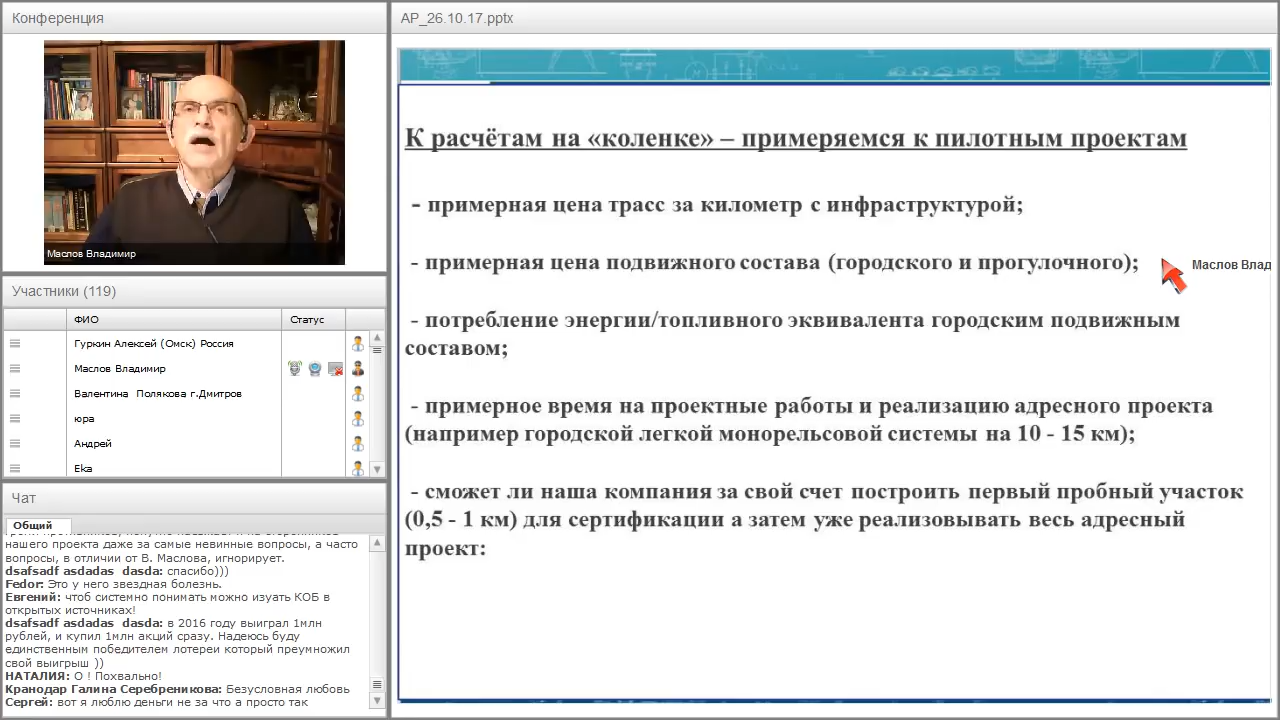 Конференция
Маслов Владимир
Участники (119)
ФИО Статус
Гуркин Алексей (Омск) Россия
Маслов Владимир
Валентина Полякова г.Дмитров
юра
Андрей
Eka
Чат
Общий
нашего проекта даже за самые невинные вопросы, а часто
вопросы, в отличии от В. Маслова, игнорирует.
dsafsadf asdadas dasda: спасибо)))
Fedor: Это у него звездная болезнь.
Евгений: чтоб системно понимать можно изуать КОБ в
открытых источниках!
dsafsadf asdadas dasda: в 2016 году выиграл 1млн
рублей, и купил 1млн акций сразу. Надеюсь буду
единственным победителем лотереи который преумножил
свой выигрыш ))
НАТАЛИЯ: О ! Похвально!
Кранодар Галина Серебреникова: Безусловная любовь
Сергей: вот я люблю деньги не за что а просто так
AP_26.10.17.pptx
К расчётам на «коленке» – примеряемся к пилотным проектам
- примерная цена трасс за километр с инфраструктурой;
- примерная цена подвижного состава (городского и прогулочного);
Маслов Влад
- потребление энергии/топливного эквивалента городским подвижным
составом;
- примерное время на проектные работы и реализацию адресного проекта
(например городской легкой монорельсовой системы на 10 - 15 км);
- сможет ли наша компания за свой счет построить первый пробный участок
(0,5 - 1 км) для сертификации а затем уже реализовывать весь адресный
проект: